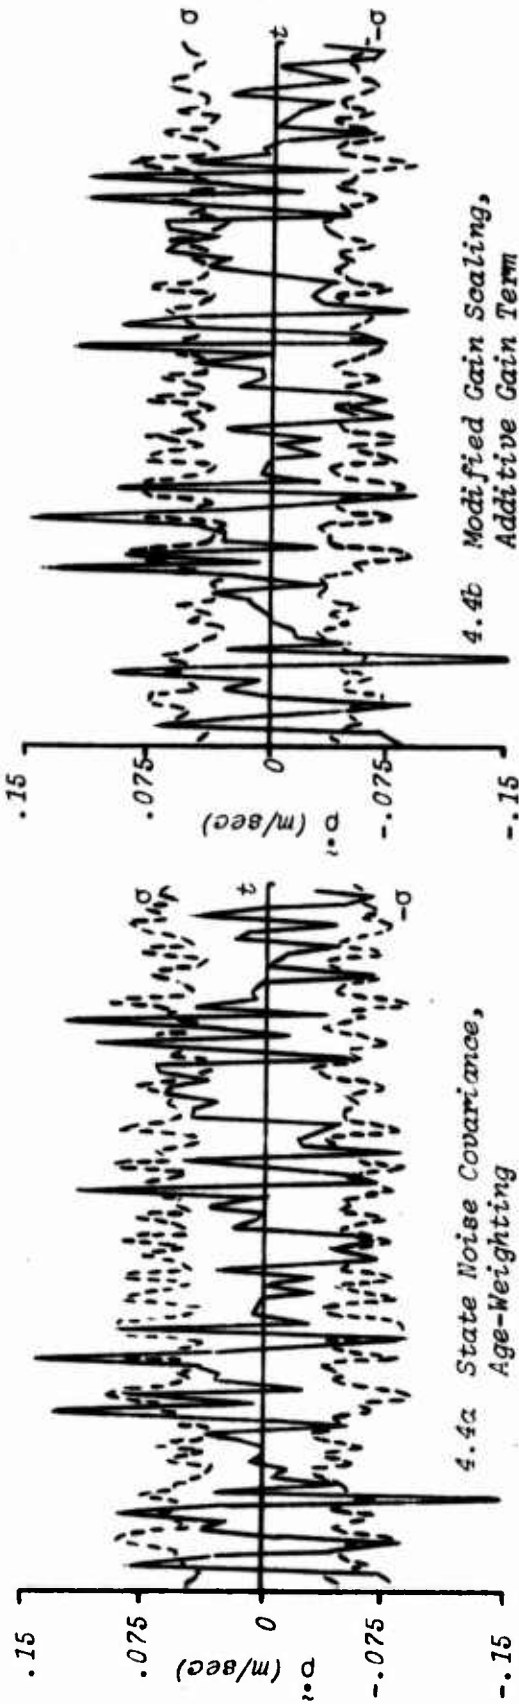 .15
.075
0
-.075
-.15
ρ̇ (m/sec)
σ
t
-σ
4.4a State Noise Covariance,
Age-Weighting
.15
.075
0
-.075
-.15
ρ̇ (m/sec)
σ
t
-σ
4.4b Modified Gain Scaling,
Additive Gain Term